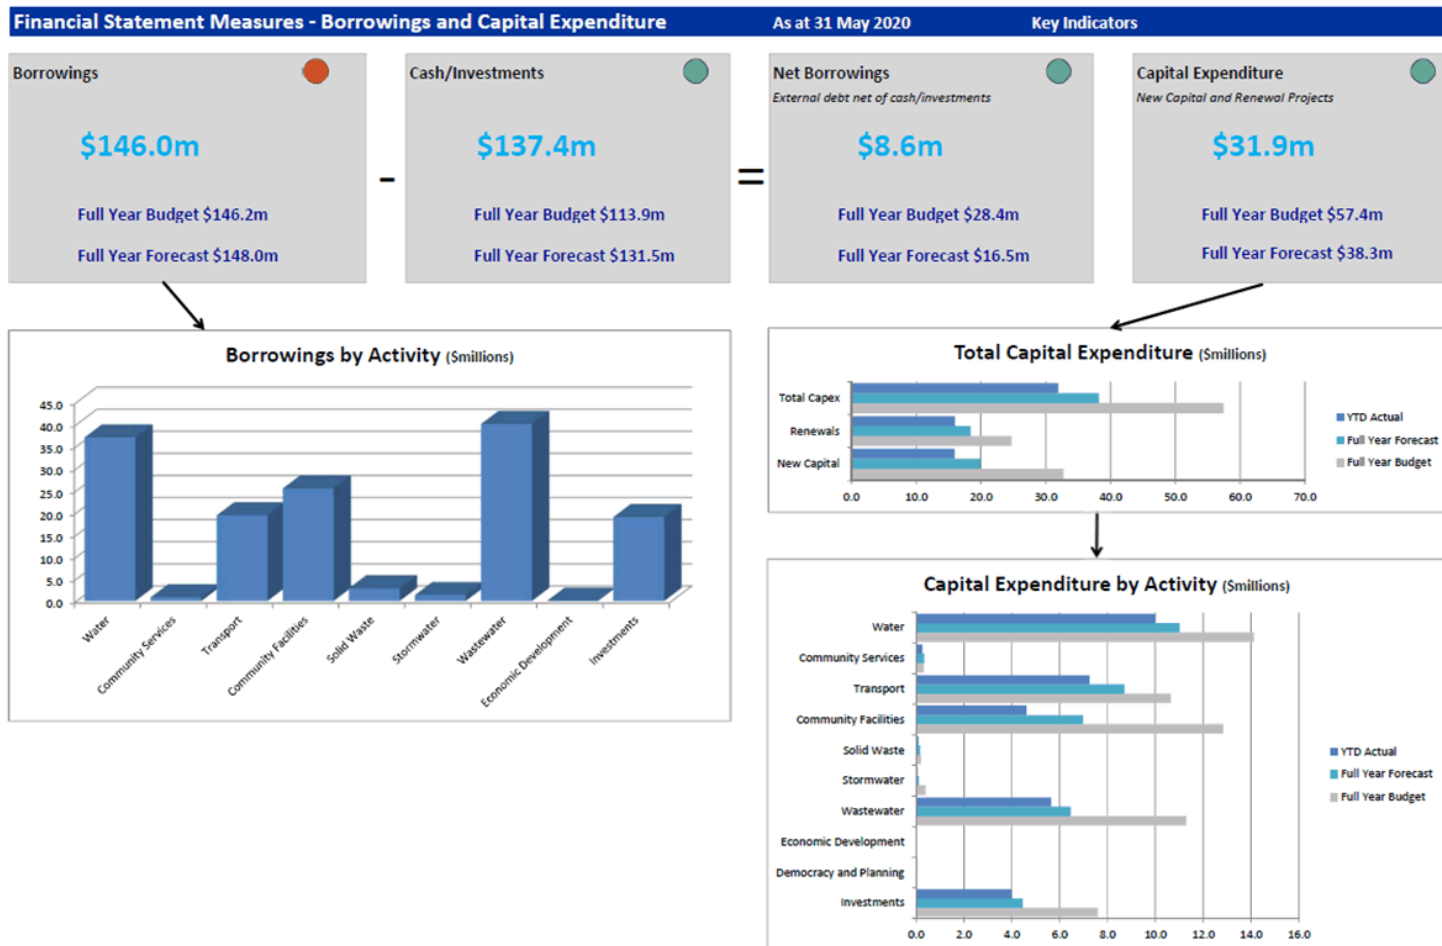 Financial Statement Measures - Borrowings and Capital Expenditure As at 31 May 2020 Key Indicators
Borrowings
$146.0m
Full Year Budget $146.2m
Full Year Forecast $148.0m
-
Cash/Investments
$137.4m
Full Year Budget $113.9m
Full Year Forecast $131.5m
=
Net Borrowings
External debt net of cash/investments
$8.6m
Full Year Budget $28.4m
Full Year Forecast $16.5m
Capital Expenditure
New Capital and Renewal Projects
$31.9m
Full Year Budget $57.4m
Full Year Forecast $38.3m
Borrowings by Activity ($millions)
45.0
40.0
35.0
30.0
25.0
20.0
15.0
10.0
5.0
0.0
Water
Community Services
Transport
Community Facilities
Solid Waste
Stormwater
Wastewater
Economic Development
Investments
Total Capital Expenditure ($millions)
Total Capex
Renewals
New Capital
0.0 10.0 20.0 30.0 40.0 50.0 60.0 70.0
YTD Actual
Full Year Forecast
Full Year Budget
Capital Expenditure by Activity ($millions)
Water
Community Services
Transport
Community Facilities
Solid Waste
Stormwater
Wastewater
Economic Development
Democracy and Planning
Investments
0.0 2.0 4.0 6.0 8.0 10.0 12.0 14.0 16.0
YTD Actual
Full Year Forecast
Full Year Budget